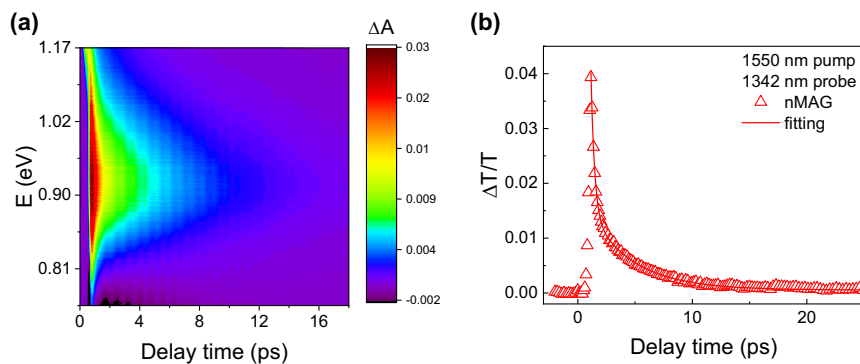 (a)
ΔA
1.17
1.02
0.90
0.81
E (eV)
0
4
8
12
16
Delay time (ps)
0.03
0.02
0.009
0.004
-0.002
(b)
1550 nm pump
1342 nm probe
nMAG
fitting
0.04
0.03
0.02
0.01
0.00
ΔT/T
0
10
20
Delay time (ps)